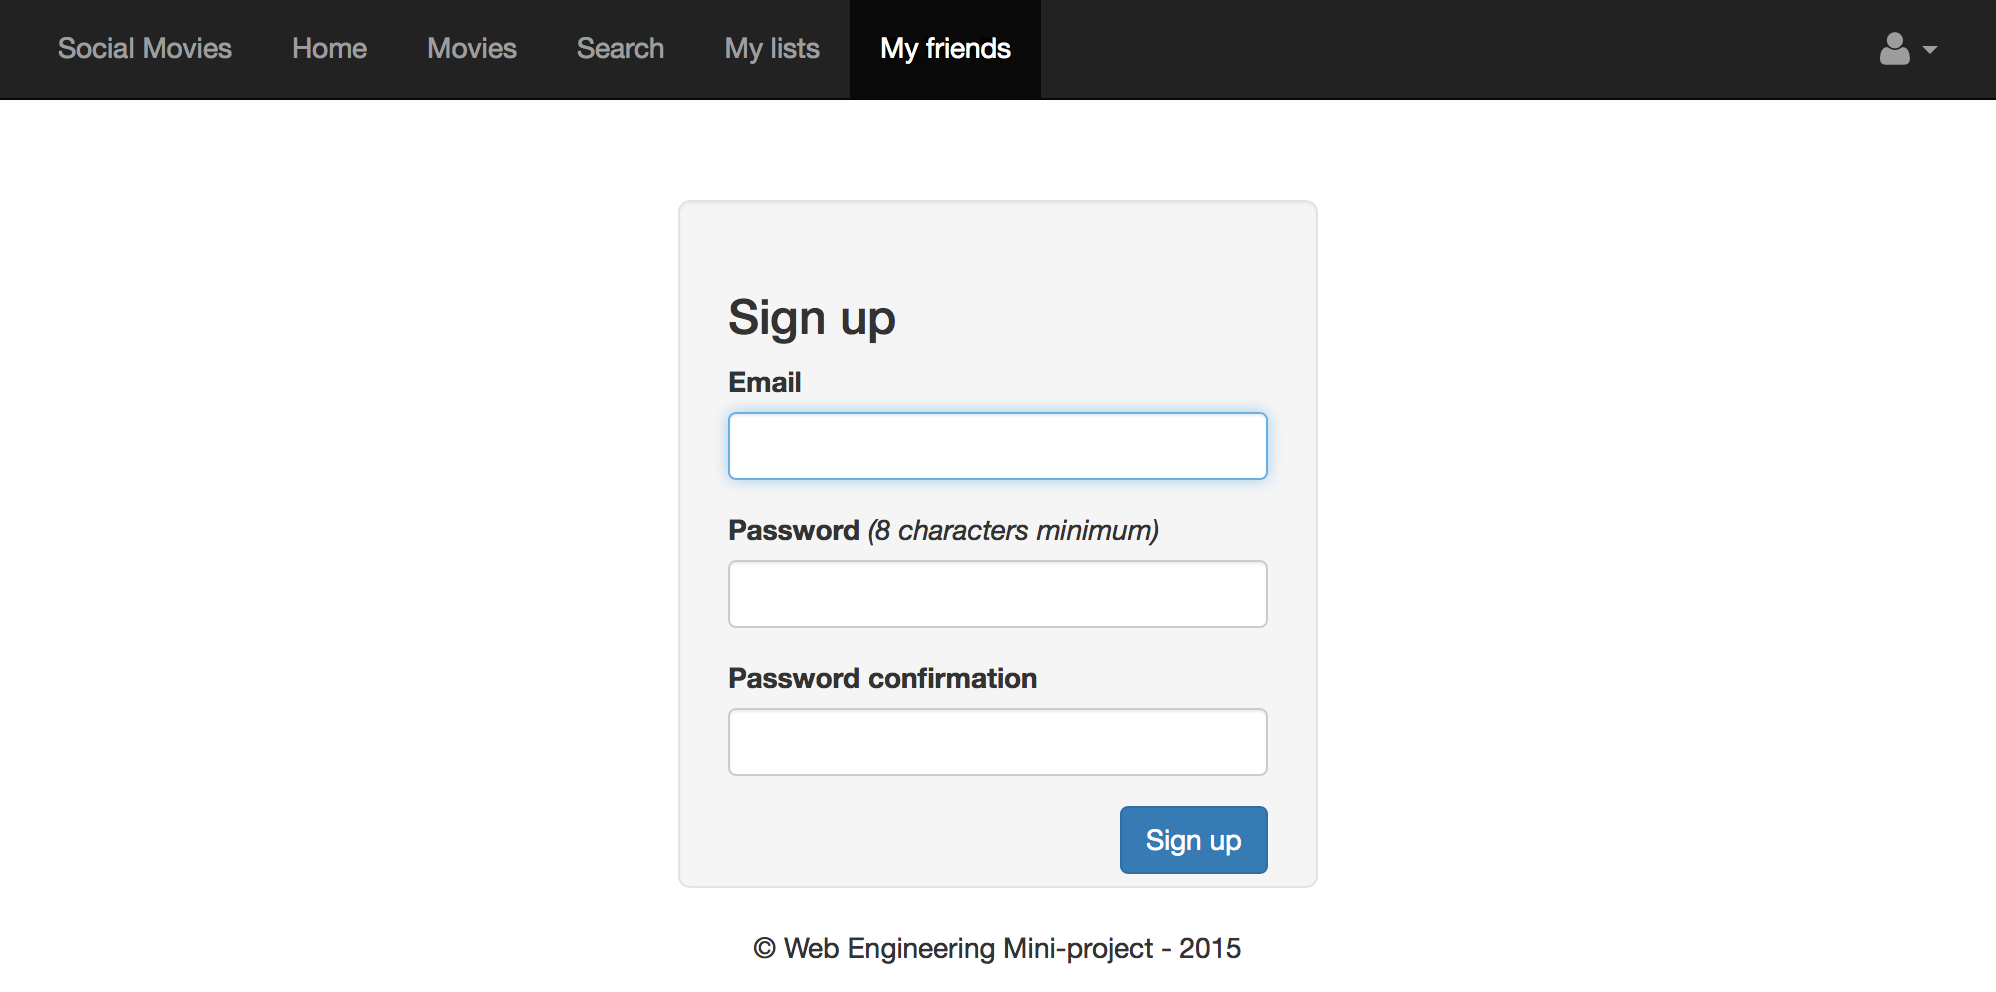 Social Movies Home Movies Search My lists My friends
Sign up
Email
Password (8 characters minimum)
Password confirmation
Sign up
© Web Engineering Mini-project - 2015